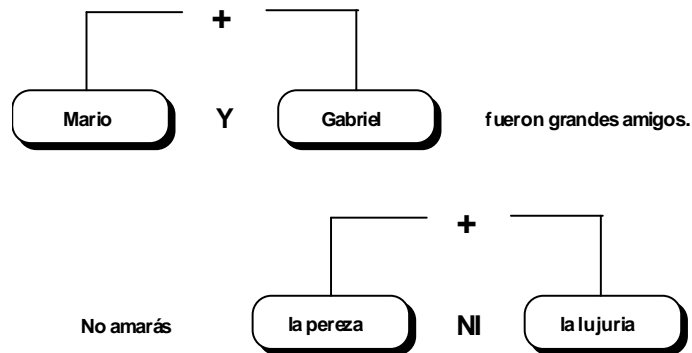 +
Mario Y Gabriel fueron grandes amigos.
+
No amarás la pereza NI la lujuria